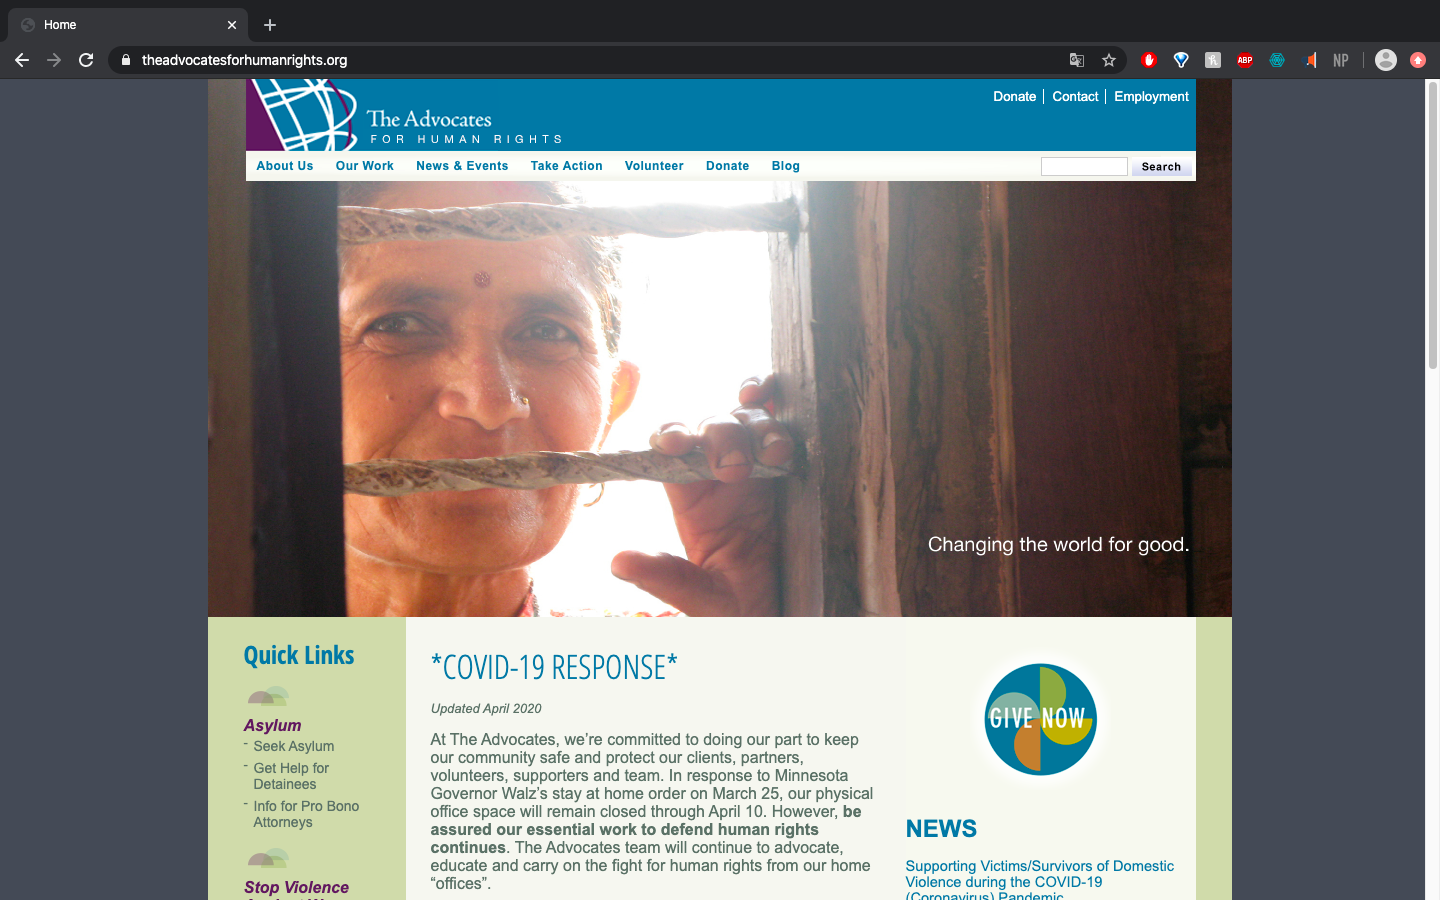 Home
theadvocatesforhumanrights.org
ABP
NP
Donate
Contact
Employment
The Advocates
FOR HUMAN RIGHTS
About Us
Our Work
News & Events
Take Action
Volunteer
Donate
Blog
Search
Changing the world for good.
Quick Links
Asylum
- Seek Asylum
- Get Help for
Detainees
- Info for Pro Bono
Attorneys
Stop Violence
*COVID-19 RESPONSE*
Updated April 2020
At The Advocates, we’re committed to doing our part to keep
our community safe and protect our clients, partners,
volunteers, supporters and team. In response to Minnesota
Governor Walz’s stay at home order on March 25, our physical
office space will remain closed through April 10. However, be
assured our essential work to defend human rights
continues. The Advocates team will continue to advocate,
educate and carry on the fight for human rights from our home
“offices”.
GIVE NOW
NEWS
Supporting Victims/Survivors of Domestic
Violence during the COVID-19
(Coronavirus) Pandemic